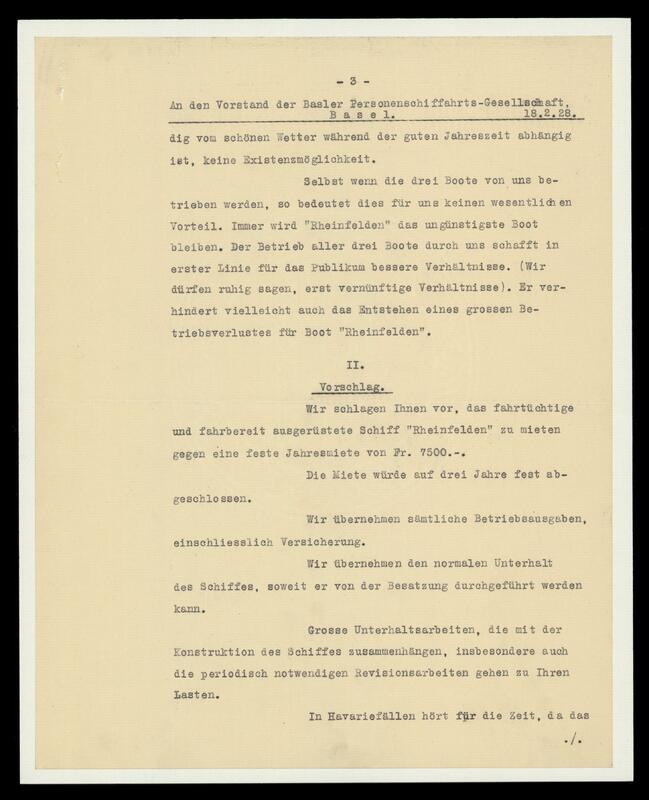 - 3 -
An den Vorstand der Basler Personenschiffahrts-Gesellschaft,
Basel. 18.2.28.
dig vom schönen Wetter während der guten Jahreszeit abhängig
ist, keine Existenzmöglichkeit.
Selbst wenn die drei Boote von uns be-
trieben werden, so bedeutet dies für uns keinen wesentlichen
Vorteil. Immer wird "Rheinfelden" das ungünstigste Boot
bleiben. Der Betrieb aller drei Boote durch uns schafft in
erster Linie für das Publikum bessere Verhältnisse. (Wir
dürfen ruhig sagen, erst vernünftige Verhältnisse). Er ver-
hindert vielleicht auch das Entstehen eines grossen Be-
triebsverlustes für Boot "Rheinfelden".
II.
Vorschlag.
Wir schlagen Ihnen vor, das fahrtüchtige
und fahrbereit ausgerüstete Schiff "Rheinfelden" zu mieten
gegen eine feste Jahresmiete von Fr. 7500.-.
Die Miete würde auf drei Jahre fest ab-
geschlossen.
Wir übernehmen sämtliche Betriebsausgaben,
einschliesslich Versicherung.
Wir übernehmen den normalen Unterhalt
des Schiffes, soweit er von der Besatzung durchgeführt werden
kann.
Grosse Unterhaltsarbeiten, die mit der
Konstruktion des Schiffes zusammenhängen, insbesondere auch
die periodisch notwendigen Revisionsarbeiten gehen zu Ihren
Lasten.
In Havariefällen hört für die Zeit, da das
./.